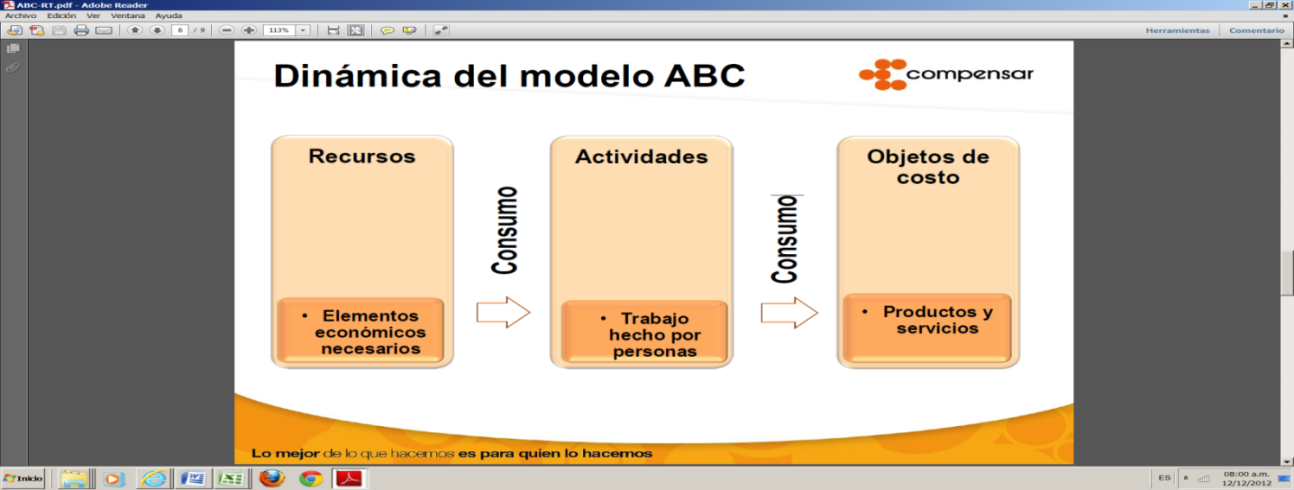 ABC-RT.pdf - Adobe Reader
Archivo Edición Ver Ventana Ayuda
6 / 9 113% Herramientas Comentario
Dinámica del modelo ABC
compensar
Recursos
Consumo
Actividades
Consumo
Objetos de
costo
• Elementos
económicos
necesarios
• Trabajo
hecho por
personas
• Productos y
servicios
Lo mejor de lo que hacemos es para quien lo hacemos
Inicio
ES
08:00 a.m.
12/12/2012